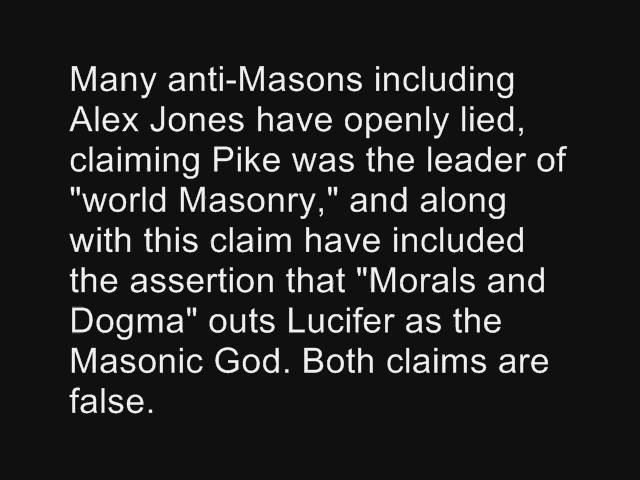 Many anti-Masons including
Alex Jones have openly lied,
claiming Pike was the leader of
"world Masonry," and along
with this claim have included
the assertion that "Morals and
Dogma" outs Lucifer as the
Masonic God. Both claims are
false.